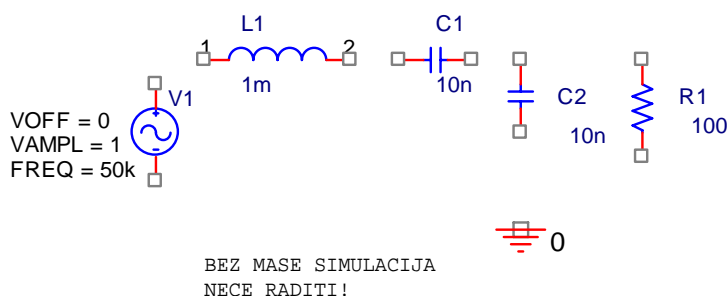 L1
1 2
1m
C1
10n
V1
VOFF = 0
VAMPL = 1
FREQ = 50k
C2
10n
R1
100
0
BEZ MASE SIMULACIJA
NECE RADITI!